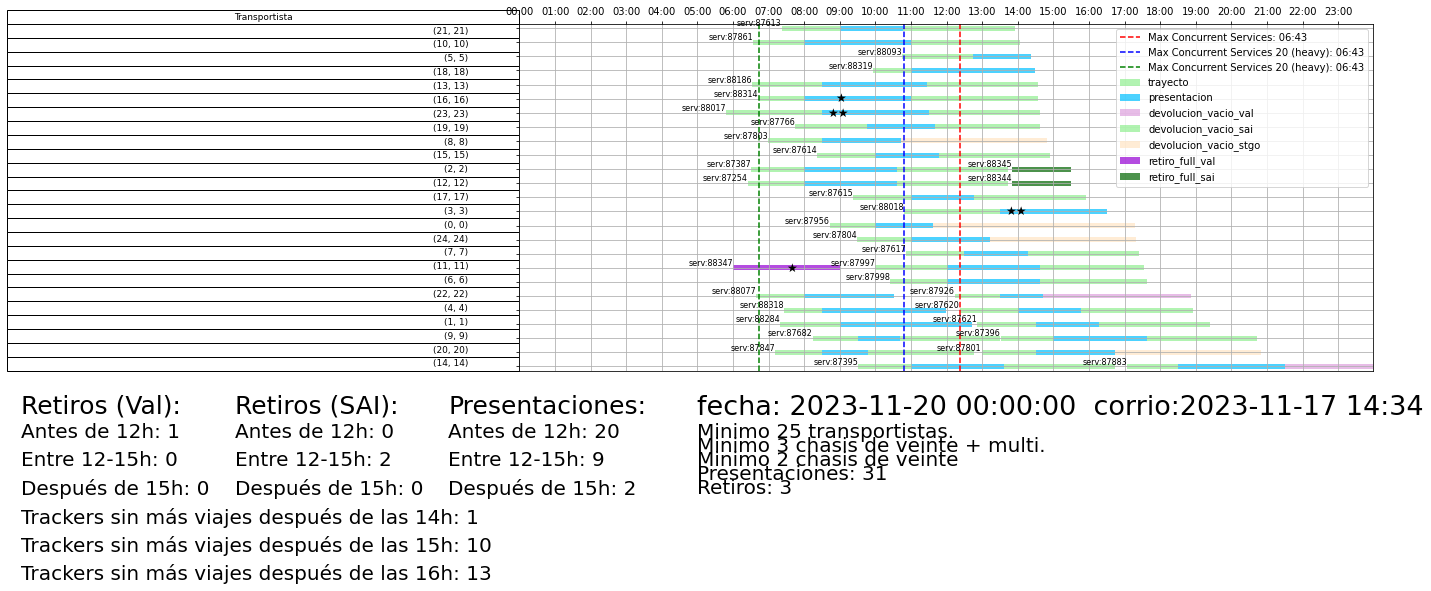 Transportista
00:00 01:00 02:00 03:00 04:00 05:00 06:00 07:00 08:00 09:00 10:00 11:00 12:00 13:00 14:00 15:00 16:00 17:00 18:00 19:00 20:00 21:00 22:00 23:00
(21, 21) serv:87613
(10, 10) serv:87861
(5, 5) serv:88093
(18, 18) serv:88319
(13, 13) serv:88186
(16, 16) serv:88314
(23, 23) serv:88017
(19, 19) serv:87766
(8, 8) serv:87803
(15, 15) serv:87614
(2, 2) serv:87387 serv:88345
(12, 12) serv:87254 serv:88344
(17, 17) serv:87615
(3, 3) serv:88018
(0, 0) serv:87956
(24, 24) serv:87804
(7, 7) serv:87617
(11, 11) serv:88347 serv:87997
(6, 6) serv:87998
(22, 22) serv:88077 serv:87926
(4, 4) serv:88318 serv:87620
(1, 1) serv:88284 serv:87621
(9, 9) serv:87682 serv:87396
(20, 20) serv:87847 serv:87801
(14, 14) serv:87395 serv:87883
Max Concurrent Services: 06:43
Max Concurrent Services 20 (heavy): 06:43
Max Concurrent Services 20 (heavy): 06:43
trayecto
presentacion
devolucion_vacio_val
devolucion_vacio_sai
devolucion_vacio_stgo
retiro_full_val
retiro_full_sai
Retiros (Val):
Antes de 12h: 1
Entre 12-15h: 0
Después de 15h: 0
Retiros (SAI):
Antes de 12h: 0
Entre 12-15h: 2
Después de 15h: 0
Presentaciones:
Antes de 12h: 20
Entre 12-15h: 9
Después de 15h: 2
Trackers sin más viajes después de las 14h: 1
Trackers sin más viajes después de las 15h: 10
Trackers sin más viajes después de las 16h: 13
fecha: 2023-11-20 00:00:00 corrio:2023-11-17 14:34
Minimo 25 transportistas.
Minimo 3 chasis de veinte + multi.
Minimo 2 chasis de veinte
Presentaciones: 31
Retiros: 3